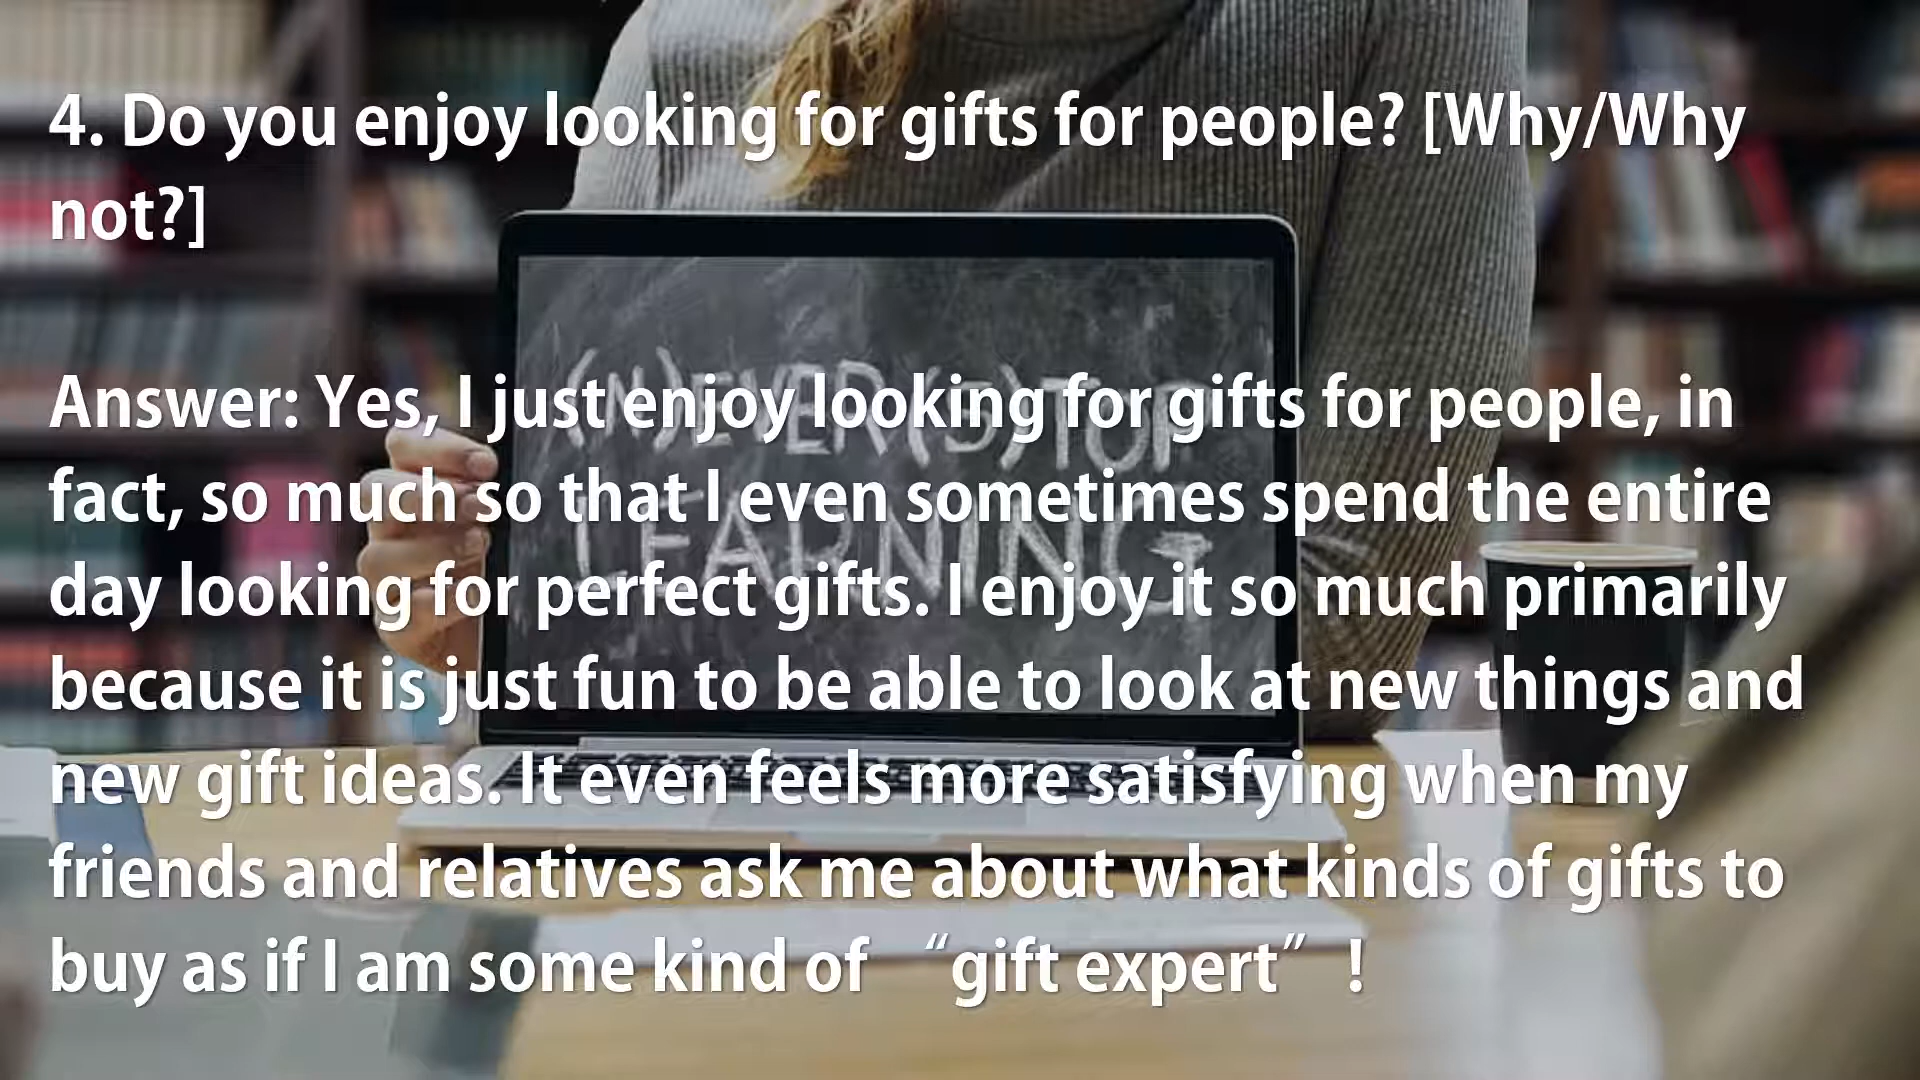 4. Do you enjoy looking for gifts for people? [Why/Why
not?]
Answer: Yes, I just enjoy looking for gifts for people, in
fact, so much so that I even sometimes spend the entire
day looking for perfect gifts. I enjoy it so much primarily
because it is just fun to be able to look at new things and
new gift ideas. It even feels more satisfying when my
friends and relatives ask me about what kinds of gifts to
buy as if I am some kind of “gift expert”!
(N)EVER (S)TOP
LEARNING